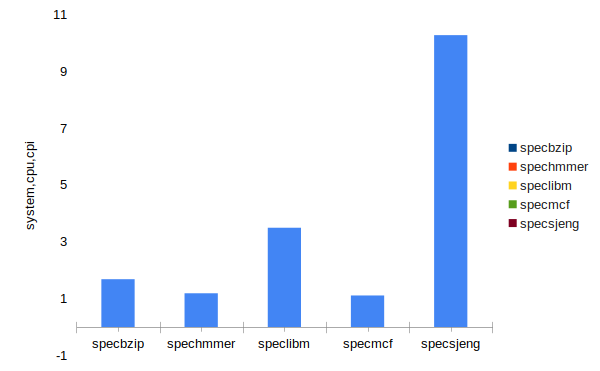 11
9
7
5
3
1
-1
system,cpu,cpi
specbzip
spechmmer
speclibm
specmcf
specsjeng
specbzip
spechmmer
speclibm
specmcf
specsjeng